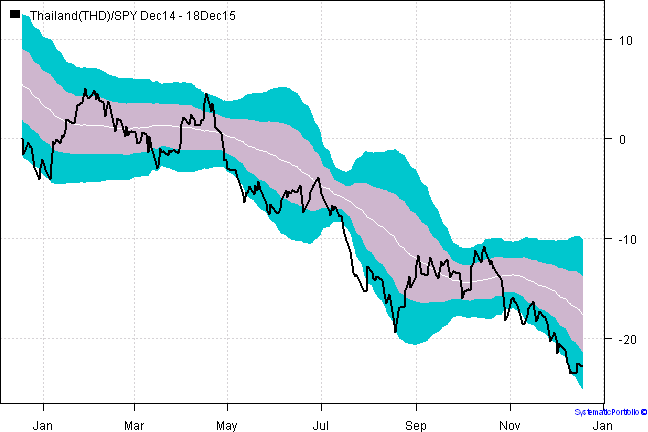 Thailand(THD)/SPY Dec14 - 18Dec15
10
0
-10
-20
SystematicPortfolio ©
Jan Mar May Jul Sep Nov Jan